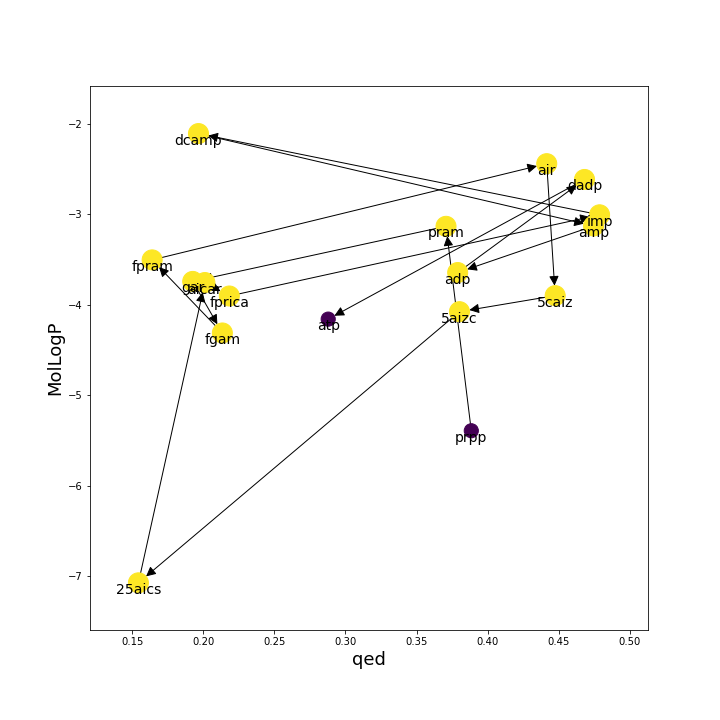 −2
−3
−4
−5
−6
−7
MolLogP
dcamp
air
dadp
imp
amp
pram
fpram
adp
gar
aicar
fprica
5caiz
atp
5aizc
fgam
prpp
25aics
0.15
0.20
0.25
0.30
0.35
0.40
0.45
0.50
qed